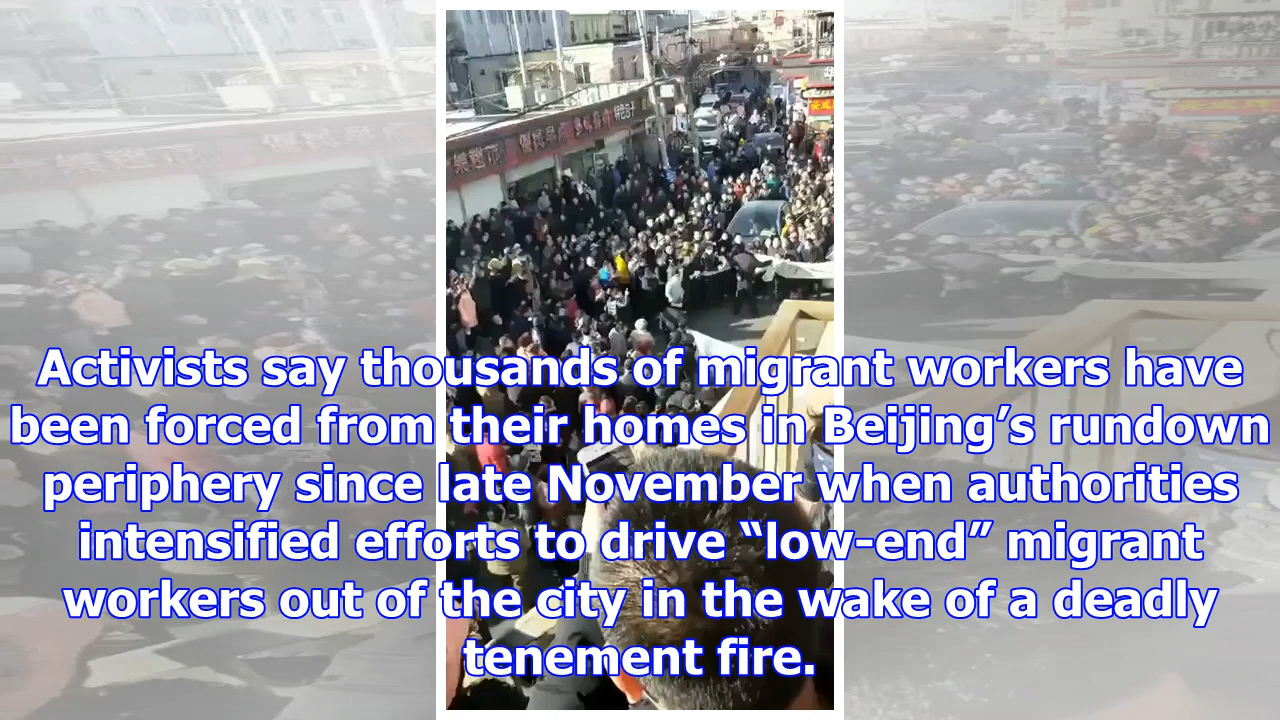 Activists say thousands of migrant workers have
been forced from their homes in Beijing’s rundown
periphery since late November when authorities
intensified efforts to drive “low-end” migrant
workers out of the city in the wake of a deadly
tenement fire.